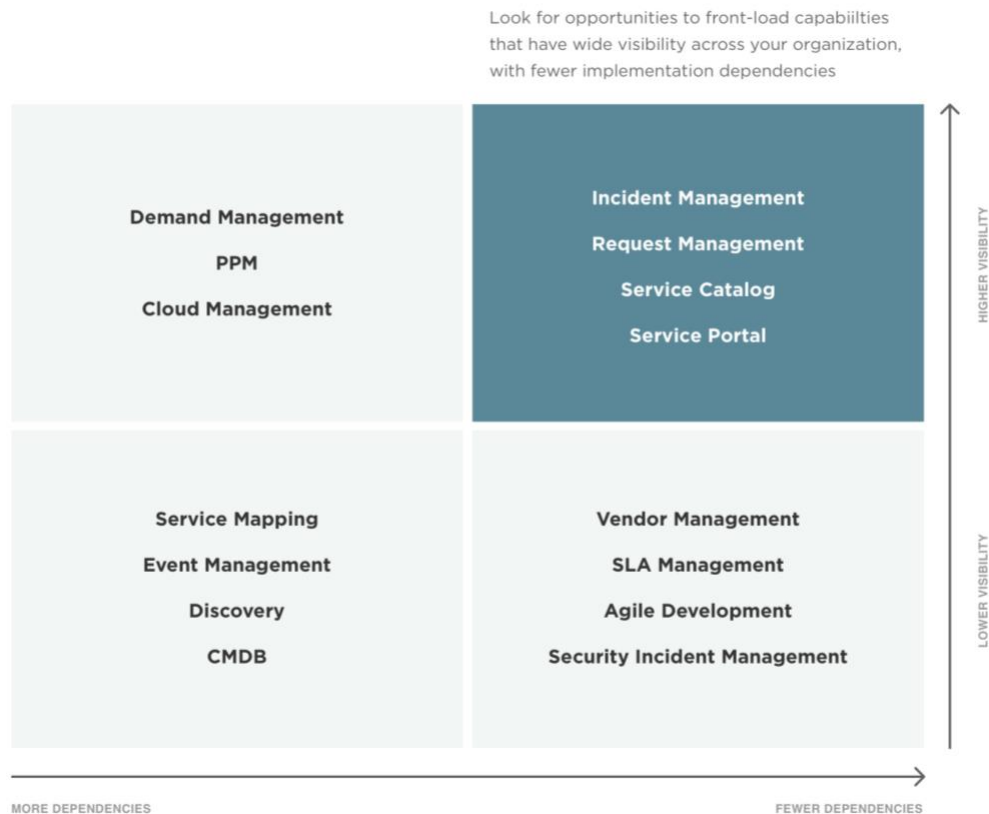 Look for opportunities to front-load capabiilties
that have wide visibility across your organization,
with fewer implementation dependencies
Demand Management
PPM
Cloud Management
Incident Management
Request Management
Service Catalog
Service Portal
HIGHER VISIBILITY
Service Mapping
Event Management
Discovery
CMDB
Vendor Management
SLA Management
Agile Development
Security Incident Management
LOWER VISIBILITY
MORE DEPENDENCIES
FEWER DEPENDENCIES